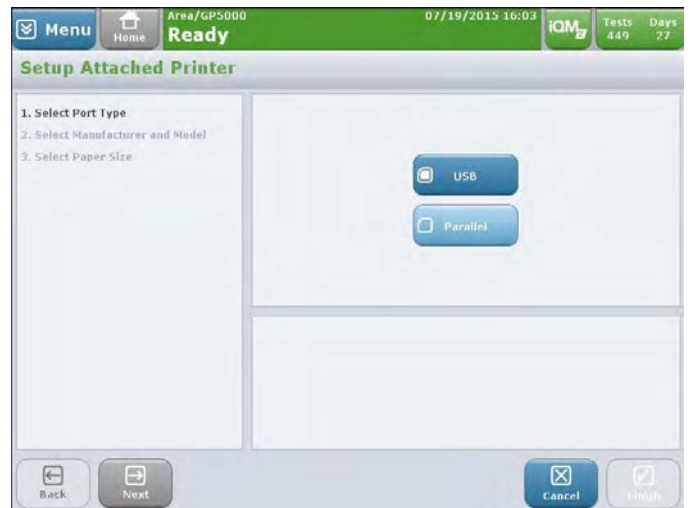 Menu
Home
Area/GP5000
Ready
07/19/2015 16:03
iQM2
Tests 449
Days 27
Setup Attached Printer
1. Select Port Type
2. Select Manufacturer and Model
3. Select Paper Size
USB
Parallel
Back
Next
Cancel
Finish